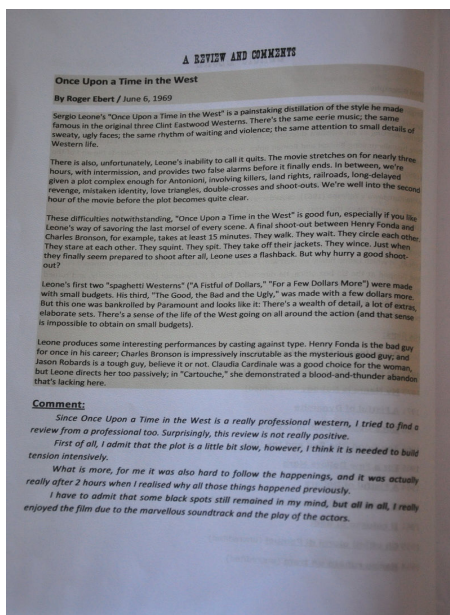 A REVIEW AND COMMENTS
Once Upon a Time in the West
By Roger Ebert / June 6, 1969
Sergio Leone's "Once Upon a Time in the West" is a painstaking distillation of the style he made
famous in the original three Clint Eastwood Westerns. There's the same eerie music; the same
sweaty, ugly faces; the same rhythm of waiting and violence; the same attention to small details of
Western life.
There is also, unfortunately, Leone's inability to call it quits. The movie stretches on for nearly three
hours, with intermission, and provides two false alarms before it finally ends. In between, we're
given a plot complex enough for Antonioni, involving killers, land rights, railroads, long-delayed
revenge, mistaken identity, love triangles, double-crosses and shoot-outs. We're well into the second
hour of the movie before the plot becomes quite clear.
These difficulties notwithstanding, "Once Upon a Time in the West" is good fun, especially if you like
Leone's way of savoring the last morsel of every scene. A final shoot-out between Henry Fonda and
Charles Bronson, for example, takes at least 15 minutes. They walk. They wait. They circle each other.
They stare at each other. They squint. They spit. They take off their jackets. They wince. Just when
they finally seem prepared to shoot after all, Leone uses a flashback. But why hurry a good shoot-
out?
Leone's first two "spaghetti Westerns" ("A Fistful of Dollars," "For a Few Dollars More") were made
with small budgets. His third, "The Good, the Bad and the Ugly," was made with a few dollars more.
But this one was bankrolled by Paramount and looks like it: There's a wealth of detail, a lot of extras,
elaborate sets. There's a sense of the life of the West going on all around the action (and that sense
is impossible to obtain on small budgets).
Leone produces some interesting performances by casting against type. Henry Fonda is the bad guy
for once in his career; Charles Bronson is impressively inscrutable as the mysterious good guy; and
Jason Robards is a tough guy, believe it or not. Claudia Cardinale was a good choice for the woman,
but Leone directs her too passively; in "Cartouche," she demonstrated a blood-and-thunder abandon
that's lacking here.
Comment:
Since Once Upon a Time in the West is a really professional western, I tried to find a
review from a professional too. Surprisingly, this review is not really positive.
First of all, I admit that the plot is a little bit slow, however, I think it is needed to build
tension intensively.
What is more, for me it was also hard to follow the happenings, and it was actually
really after 2 hours when I realised why all those things happened previously.
I have to admit that some black spots still remained in my mind, but all in all, I really
enjoyed the film due to the marvellous soundtrack and the play of the actors.